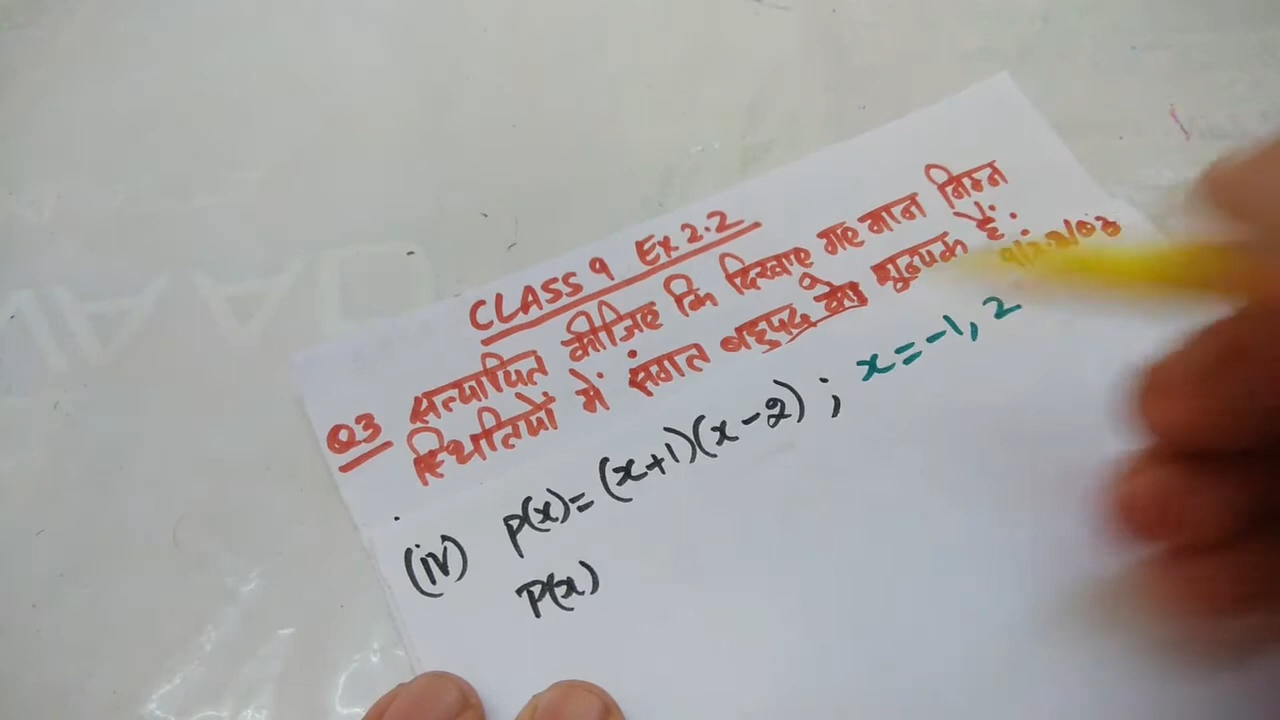 CLASS 9 Ex 2.2
Q3 सत्यापित कीजिए कि दिखाए गए मान निम्न
स्थितियों में संगत बहुपद के शून्यक हैं:
(iv) p(x)=(x+1)(x-2) ; x=-1, 2
P(x)